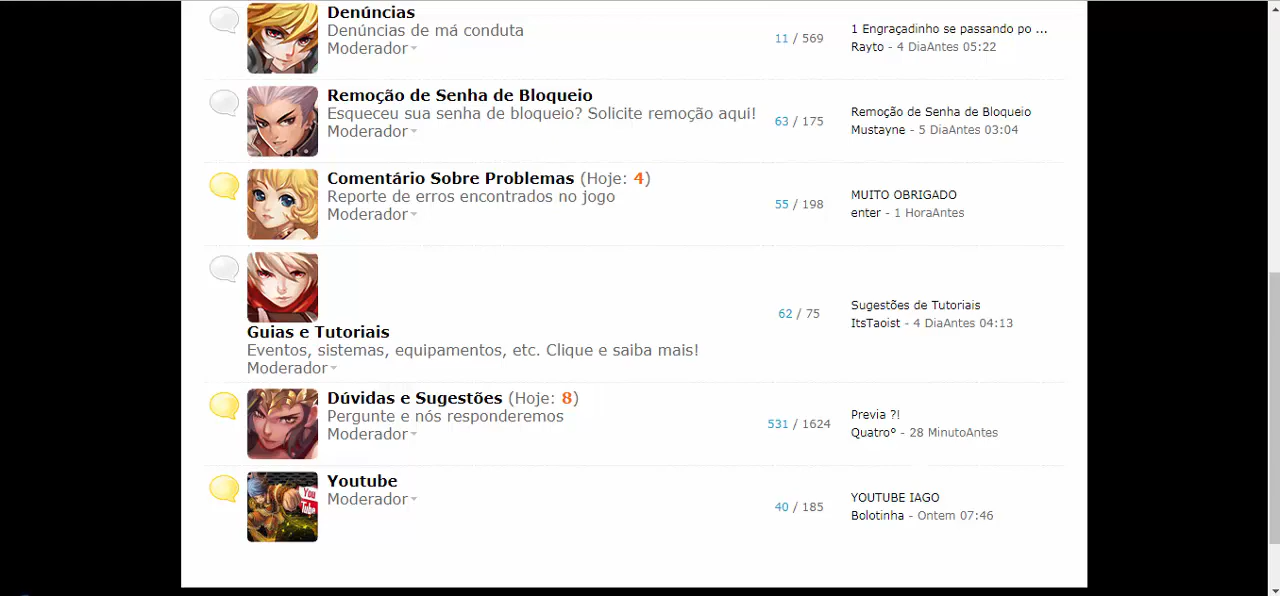 Denúncias
Denúncias de má conduta
Moderador
11 / 569
1 Engraçadinho se passando po ...
Rayto - 4 DiaAntes 05:22
Remoção de Senha de Bloqueio
Esqueceu sua senha de bloqueio? Solicite remoção aqui!
Moderador
63 / 175
Remoção de Senha de Bloqueio
Mustayne - 5 DiaAntes 03:04
Comentário Sobre Problemas (Hoje: 4)
Reporte de erros encontrados no jogo
Moderador
55 / 198
MUITO OBRIGADO
enter - 1 HoraAntes
Guias e Tutoriais
Eventos, sistemas, equipamentos, etc. Clique e saiba mais!
Moderador
62 / 75
Sugestões de Tutoriais
ItsTaoist - 4 DiaAntes 04:13
Dúvidas e Sugestões (Hoje: 8)
Pergunte e nós responderemos
Moderador
531 / 1624
Previa ?!
Quatro° - 28 MinutoAntes
Youtube
Moderador
You
Tube
40 / 185
YOUTUBE IAGO
Bolotinha - Ontem 07:46